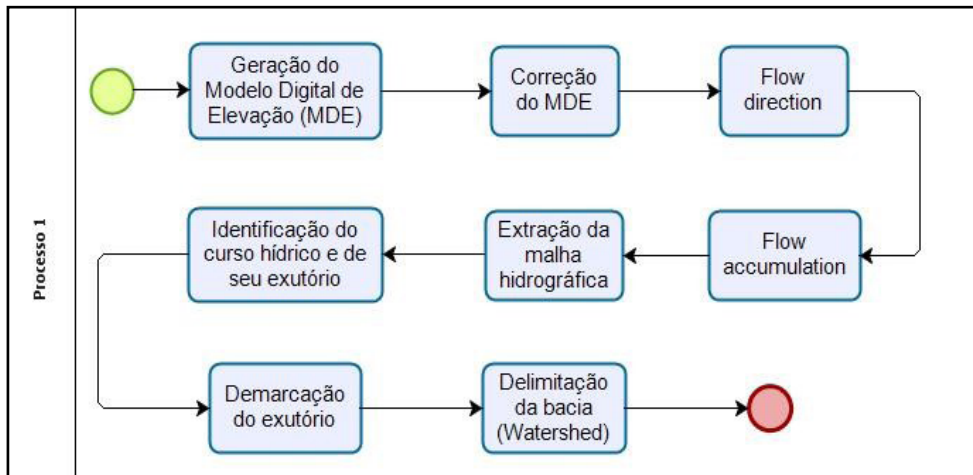 Processo 1
Geração do
Modelo Digital de
Elevação (MDE)
Correção
do MDE
Flow
direction
Flow
accumulation
Extração da
malha
hidrográfica
Identificação do
curso hídrico e de
seu exutório
Demarcação
do exutório
Delimitação
da bacia
(Watershed)